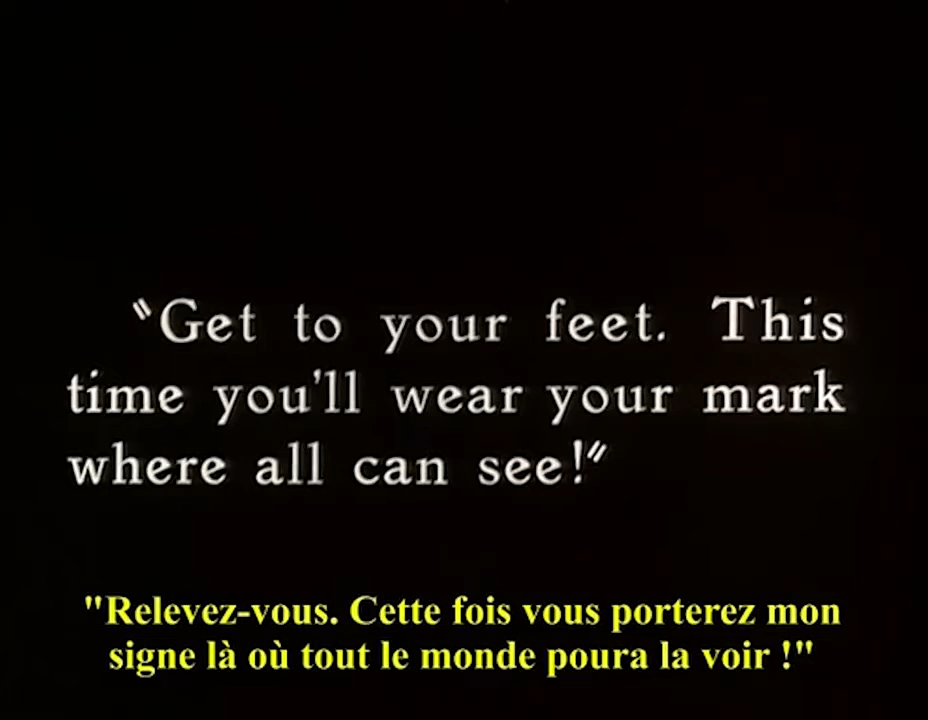 "Get to your feet. This
time you'll wear your mark
where all can see!"
"Relevez-vous. Cette fois vous porterez mon
signe là où tout le monde poura la voir !"